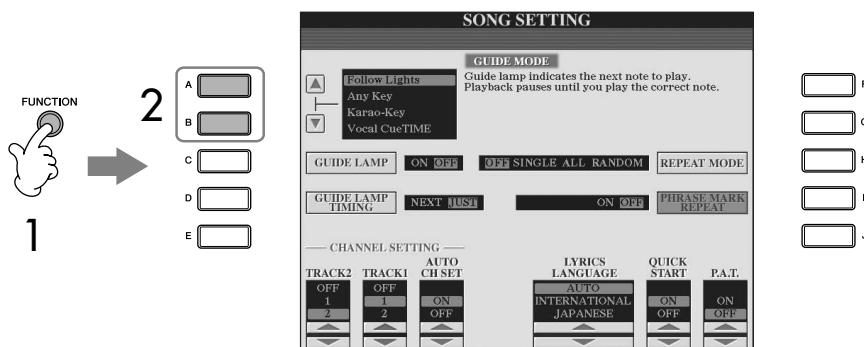 SONG SETTING
FUNCTION
1
2
A
B
C
D
E
GUIDE MODE
Follow Lights
Any Key
Karao-Key
Vocal CueTIME
Guide lamp indicates the next note to play.
Playback pauses until you play the correct note.
GUIDE LAMP
ON OFF
OFF SINGLE ALL RANDOM
REPEAT MODE
GUIDE LAMP
TIMING
NEXT JUST
ON OFF
PHRASE MARK
REPEAT
CHANNEL SETTING
TRACK2
OFF
1
2
TRACK1
OFF
1
2
AUTO
CH SET
ON
OFF
LYRICS
LANGUAGE
AUTO
INTERNATIONAL
JAPANESE
QUICK
START
ON
OFF
P.A.T.
ON
OFF